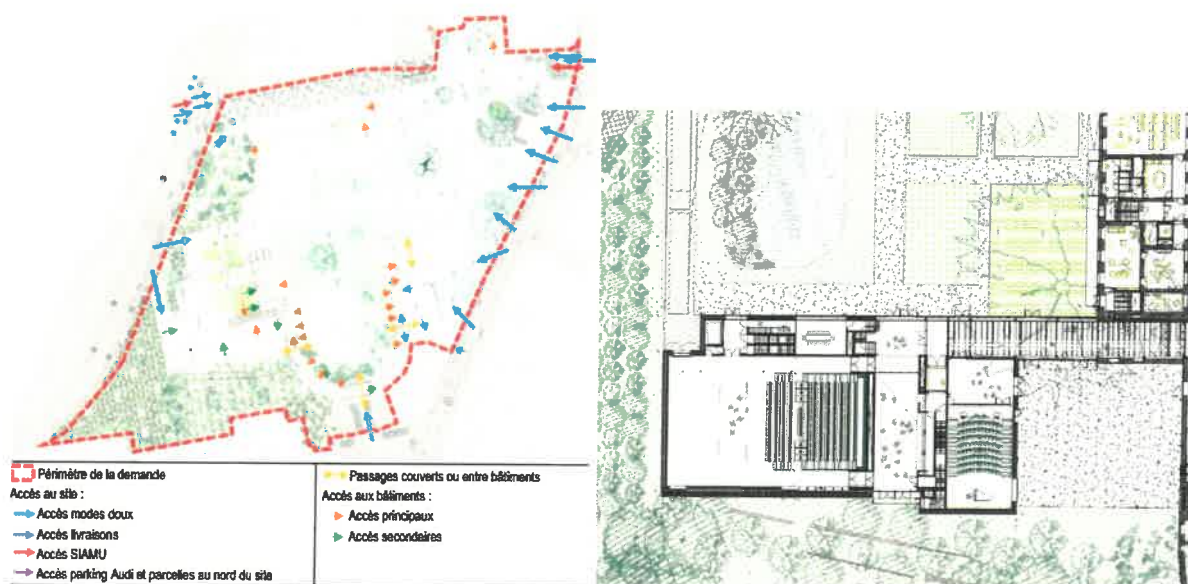 Périmètre de la demande
Accès au site :
Accès modes doux
Accès livraisons
Accès SIAMU
Accès parking Audi et parcelles au nord du site
Passages couverts ou entre bâtiments
Accès aux bâtiments :
Accès principaux
Accès secondaires